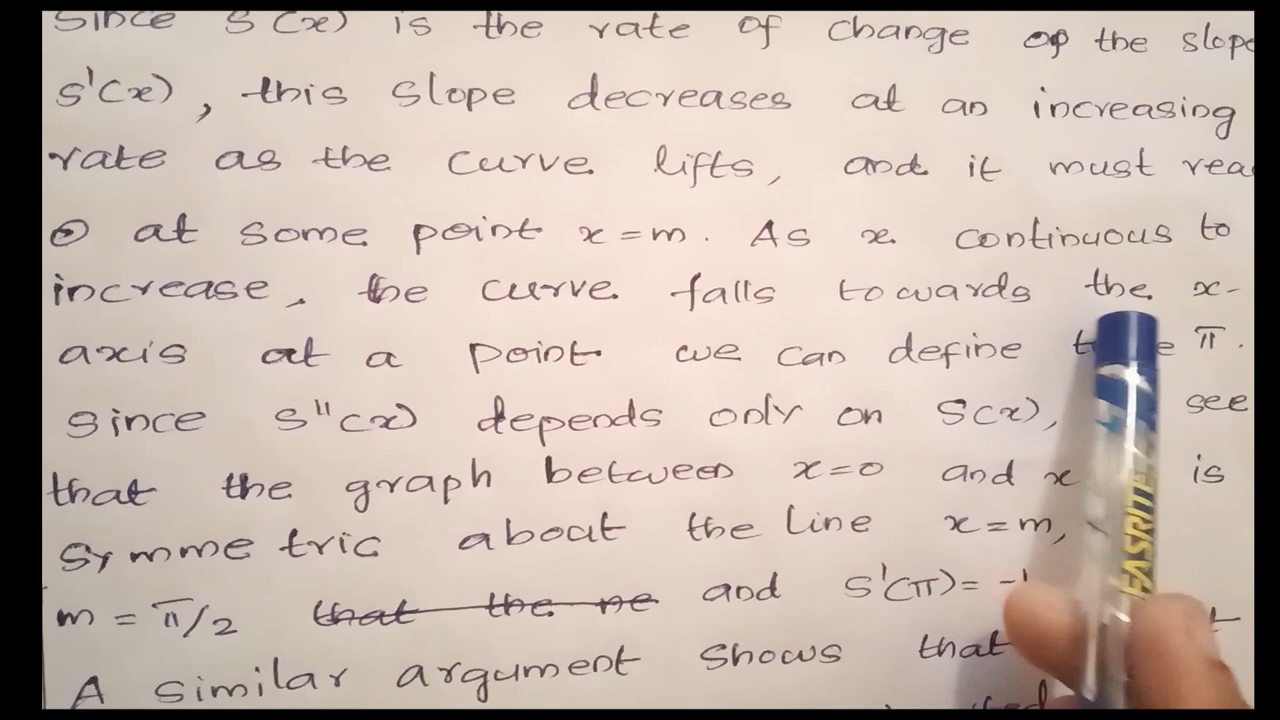 Since S (x) is the rate of change of the slope
s'(x), this slope decreases at an increasing
rate as the curve lifts, and it must rea
0 at some point x=m. As x continuous to
increase, the curve falls towards the x-
axis at a point we can define π.
Since s"(x) depends only on S(x), see
that the graph between x=0 and x is
Symmetric about the line x=m,
m = π/2 that the ne and s'(π)=
A similar argument shows that
FASRITE